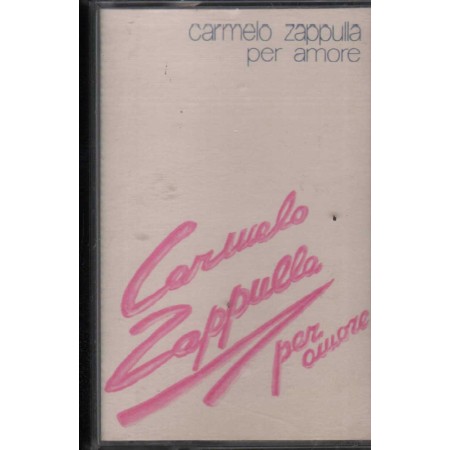 carmelo zappulla
per amore
Carmelo
Zappulla
per
amore